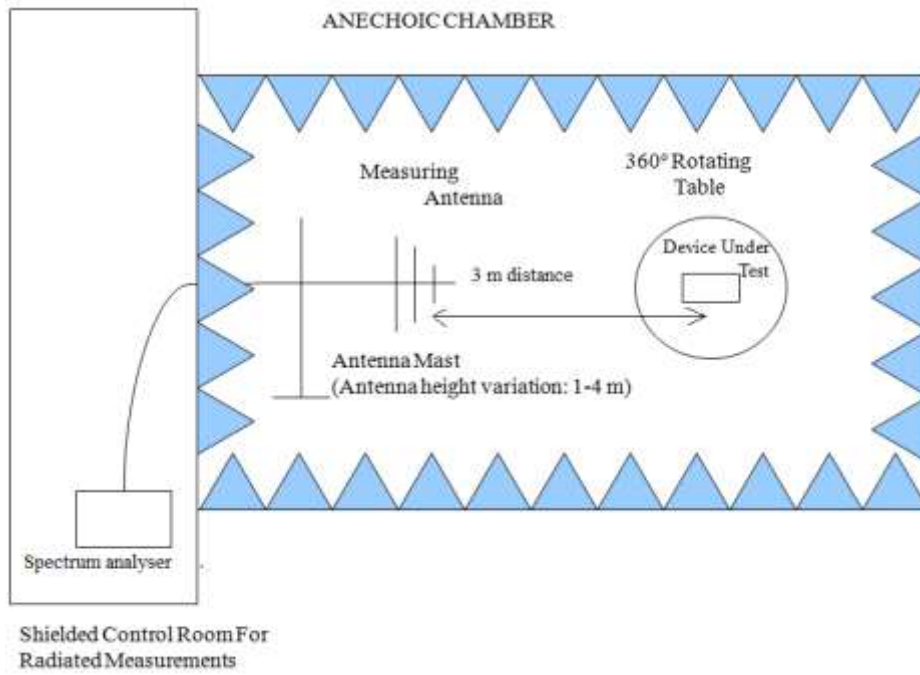 ANECHOIC CHAMBER
360° Rotating
Table
Measuring
Antenna
Device Under
Test
3 m distance
Antenna Mast
(Antenna height variation: 1-4 m)
Spectrum analyser
Shielded Control Room For
Radiated Measurements